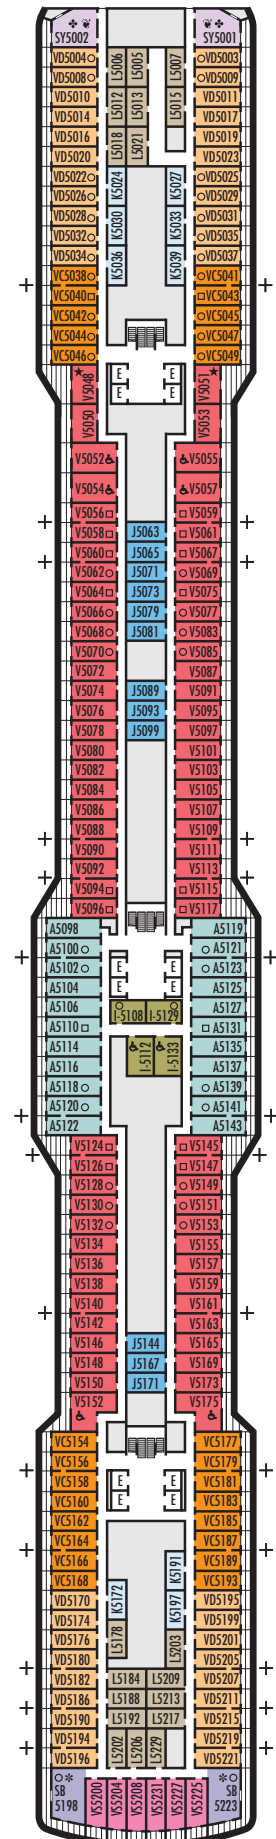 SY5002 SY5001
VD5004 L5006 L5005 L5007 VD5003
VD5008 VD5009
VD5010 L5012 L5013 L5015 VD5011
VD5014 VD5017
VD5016 L5018 L5021 VD5019
VD5020 VD5023
VD5022 K5024 K5027 VD5025
VD5026 VD5029
VD5028 K5030 K5033 VD5031
VD5032 VD5035
VD5034 K5036 K5039 VD5037
VC5038 VC5041
VC5040 VC5043
VC5042 VC5045
VC5044 VC5047
VC5046 VC5049
V5048 E E V5051
V5050 E E V5053
V5052 V5055
V5054 V5057
V5056 V5059
V5058 J5063 V5061
V5060 J5065 V5067
V5062 J5071 V5069
V5064 J5073 V5075
V5066 J5079 V5077
V5068 J5081 V5083
V5070 V5085
V5072 V5087
V5074 J5089 V5091
V5076 J5093 V5095
V5078 J5099 V5097
V5080 V5101
V5082 V5103
V5084 V5105
V5086 V5107
V5088 V5109
V5090 V5111
V5092 V5113
V5094 V5115
V5096 V5117
A5098 A5119
A5100 A5121
A5102 E E A5123
A5104 E E A5125
A5106 I-5108 I-5129 A5127
A5110 A5131
A5114 I-5112 I-5133 A5135
A5116 A5137
A5118 A5139
A5120 A5141
A5122 A5143
V5124 V5145
V5126 V5147
V5128 V5149
V5130 V5151
V5132 V5153
V5134 V5155
V5136 V5157
V5138 V5159
V5140 V5161
V5142 V5163
V5146 J5144 V5165
V5148 J5167 V5169
V5150 J5171 V5173
V5152 V5175
VC5154 VC5177
VC5156 VC5179
VC5158 E E VC5181
VC5160 E E VC5183
VC5162 VC5185
VC5164 VC5187
VC5166 K5191 VC5189
VC5168 K5172 VC5193
VD5170 K5197 VD5195
VD5174 L5178 VD5199
VD5176 L5203 VD5201
VD5180 VD5205
VD5182 L5184 L5209 VD5207
VD5186 L5188 L5213 VD5211
VD5190 L5192 L5217 VD5215
VD5194 L5202 L5206 L5229 VD5219
VD5196 VD5221
SB SB
5198 VS5200 VS5204 VS5208 VS5231 VS5227 VS5225 5223